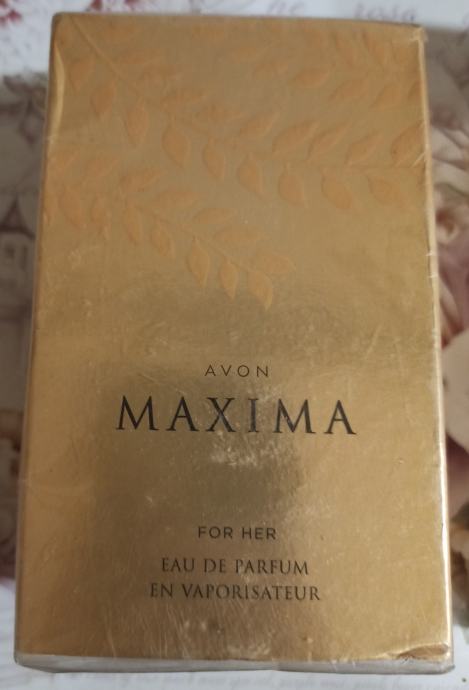 AVON
MAXIMA
FOR HER
EAU DE PARFUM
EN VAPORISATEUR